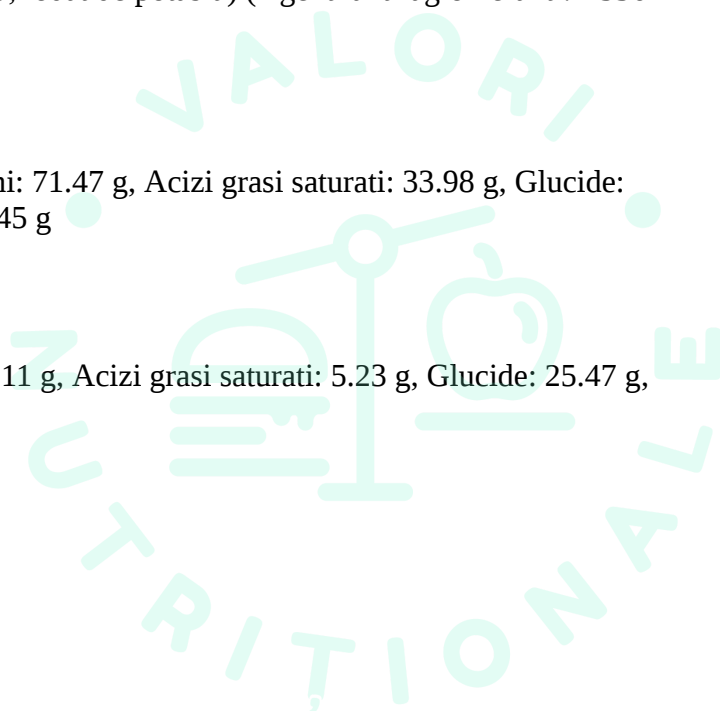 VALORI
ni: 71.47 g, Acizi grasi saturati: 33.98 g, Glucide:
45 g
11 g, Acizi grasi saturati: 5.23 g, Glucide: 25.47 g,
NUTRITIONALE